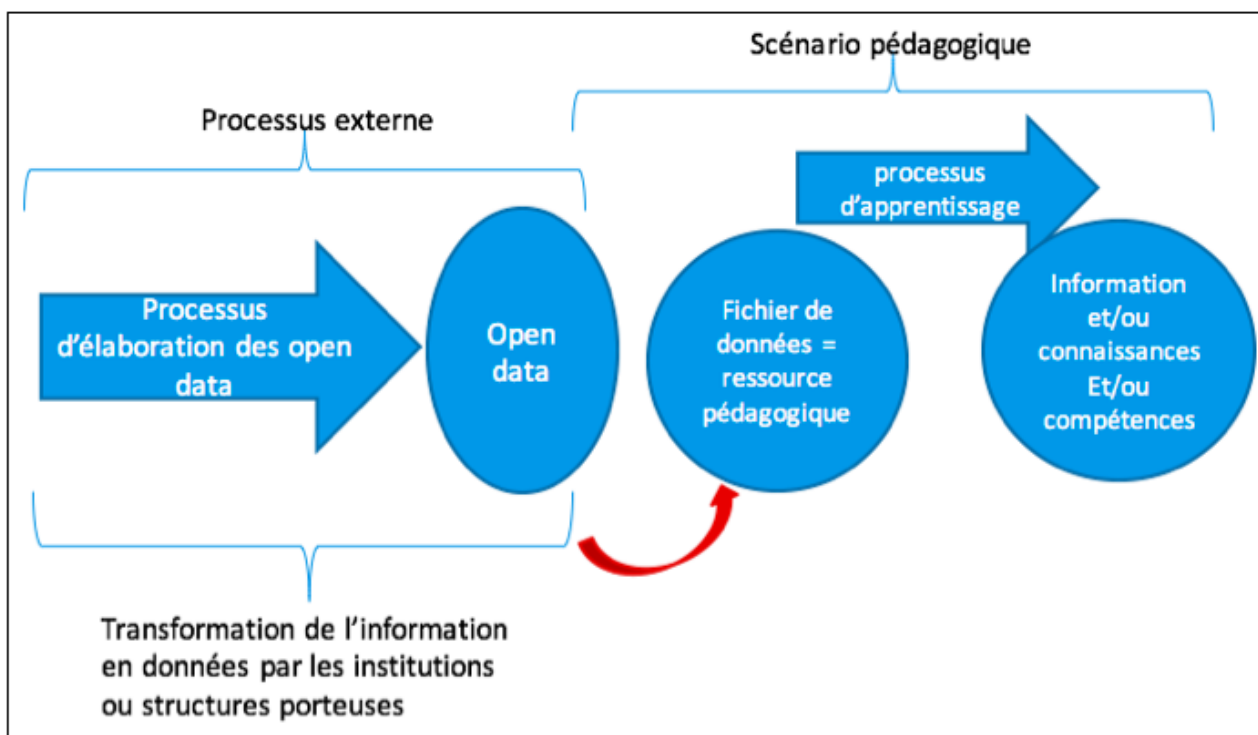 Scénario pédagogique
Processus externe
Processus
d'élaboration des open
data
Open
data
Fichier de
données =
ressource
pédagogique
processus
d'apprentissage
Information
et/ou
connaissances
Et/ou
compétences
Transformation de l'information
en données par les institutions
ou structures porteuses